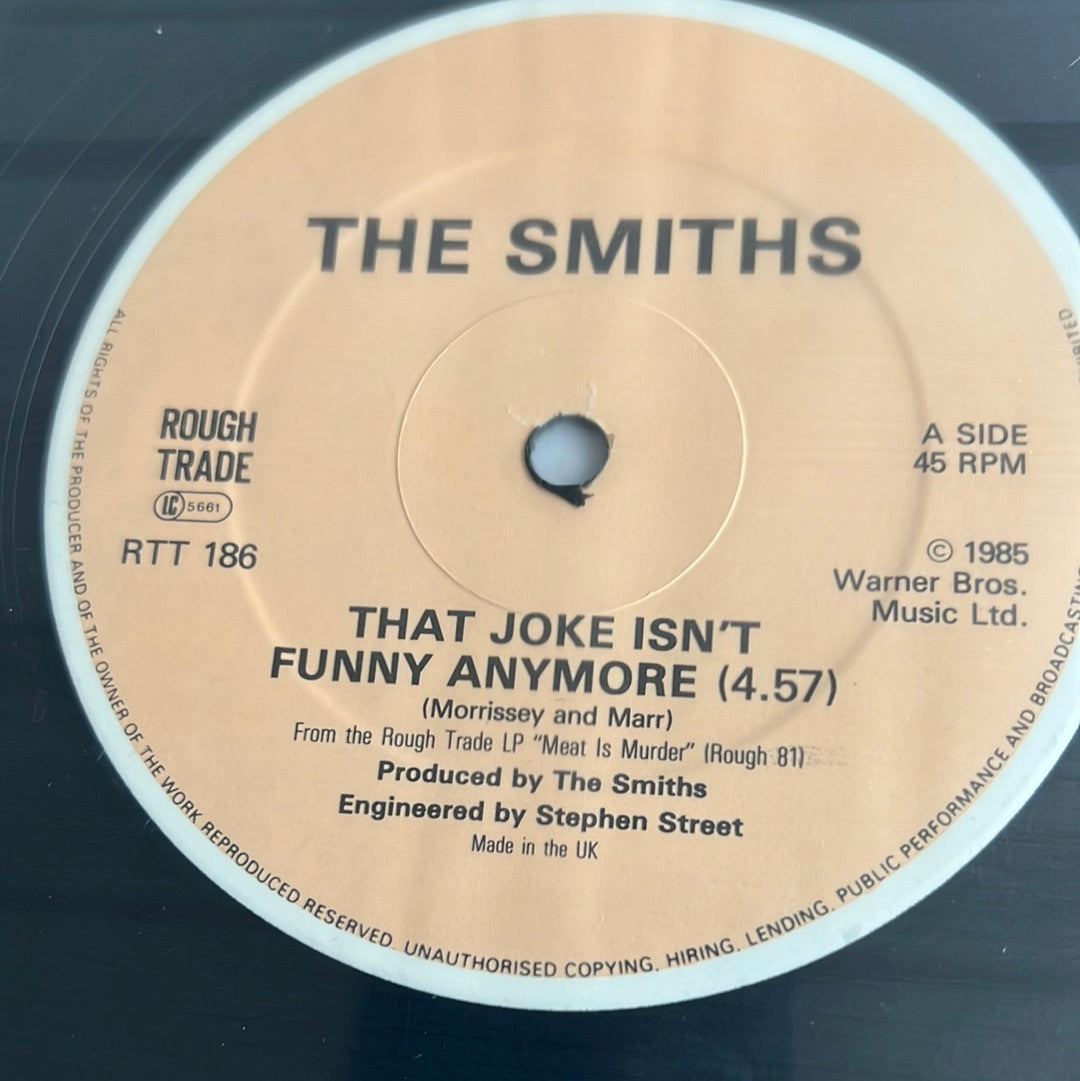 THE SMITHS
ROUGH
TRADE
LC 5661
RTT 186
A SIDE
45 RPM
© 1985
Warner Bros.
Music Ltd.
THAT JOKE ISN'T
FUNNY ANYMORE (4.57)
(Morrissey and Marr)
From the Rough Trade LP "Meat Is Murder" (Rough 81)
Produced by The Smiths
Engineered by Stephen Street
Made in the UK
ALL RIGHTS OF THE PRODUCER AND OF THE OWNER OF THE WORK REPRODUCED RESERVED. UNAUTHORISED COPYING. HIRING. LENDING. PUBLIC PERFORMANCE AND BROADCASTING